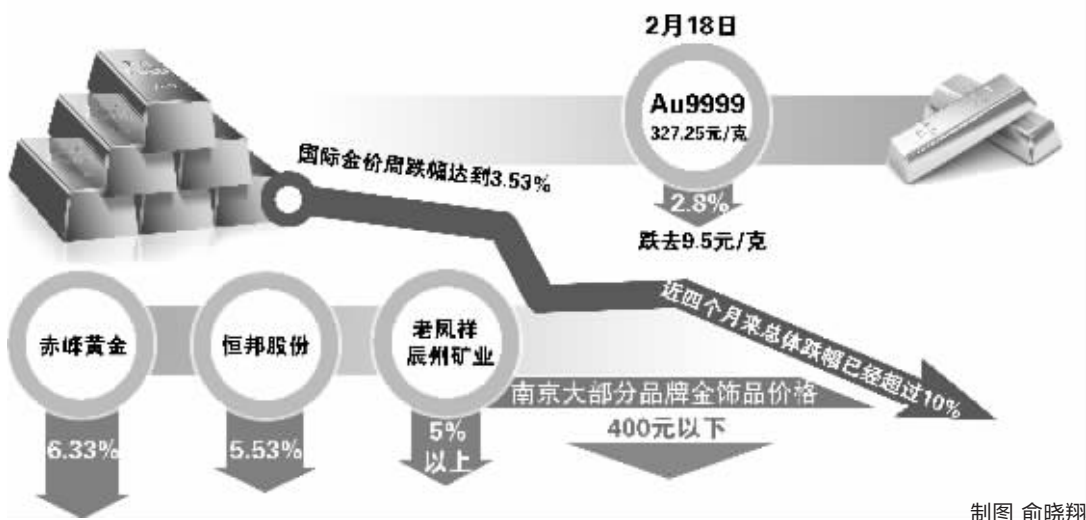 2月18日
Au9999
327.25元/克
2.8%
跌去9.5元/克
国际金价周跌幅达到3.53%
近四个月来总体跌幅已经超过10%
赤峰黄金
6.33%
恒邦股份
5.53%
老凤祥
辰州矿业
5%
以上
南京大部分品牌金饰品价格
400元以下
制图 俞晓翔